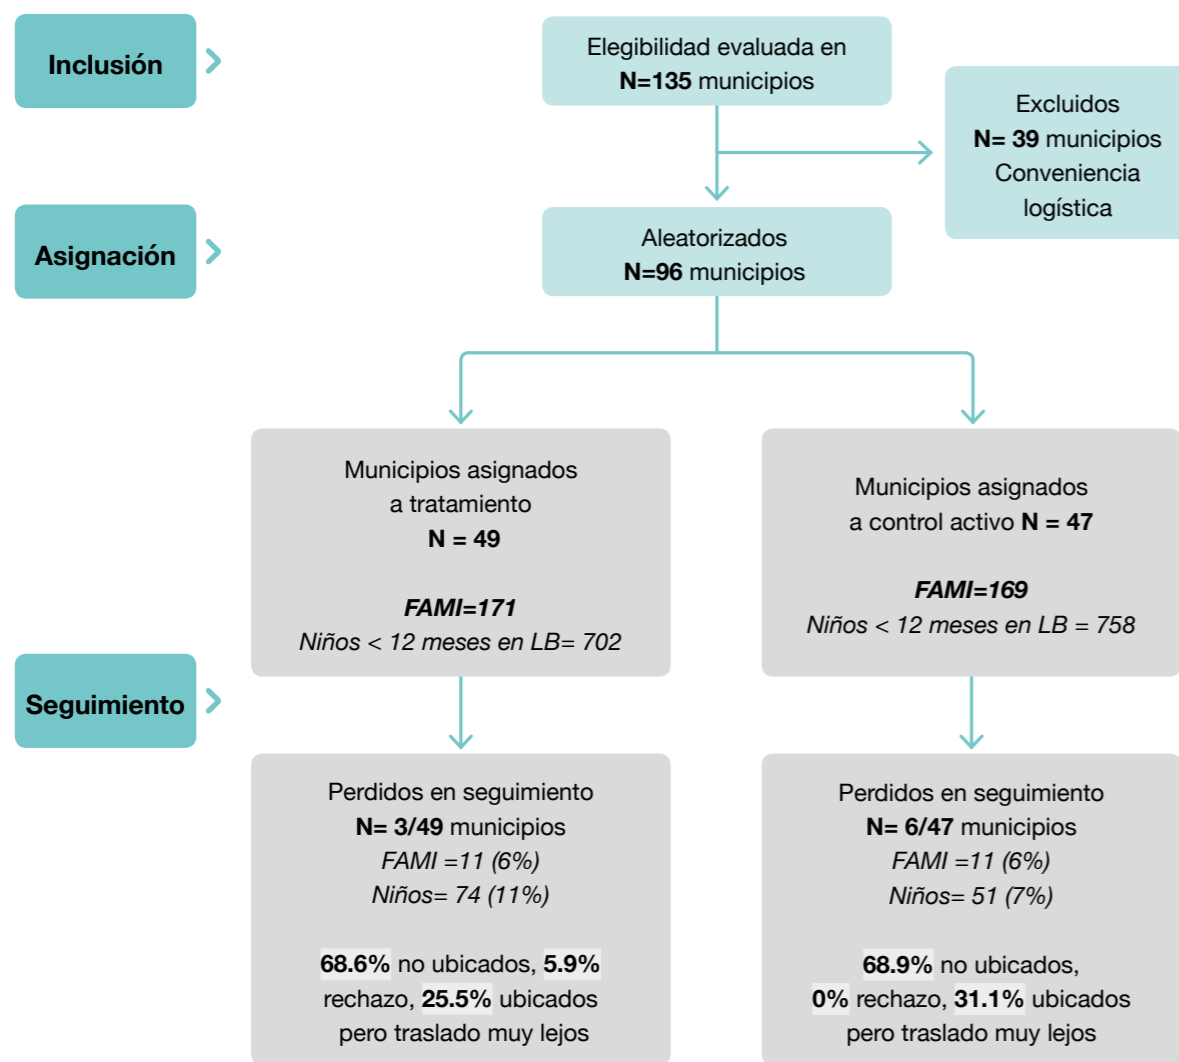 Inclusión
Elegibilidad evaluada en
N=135 municipios
Excluidos
N= 39 municipios
Conveniencia
logística
Asignación
Aleatorizados
N=96 municipios
Municipios asignados
a tratamiento
N = 49
FAMI=171
Niños < 12 meses en LB= 702
Municipios asignados
a control activo N = 47
FAMI=169
Niños < 12 meses en LB = 758
Seguimiento
Perdidos en seguimiento
N= 3/49 municipios
FAMI =11 (6%)
Niños= 74 (11%)
68.6% no ubicados, 5.9%
rechazo, 25.5% ubicados
pero traslado muy lejos
Perdidos en seguimiento
N= 6/47 municipios
FAMI =11 (6%)
Niños= 51 (7%)
68.9% no ubicados,
0% rechazo, 31.1% ubicados
pero traslado muy lejos